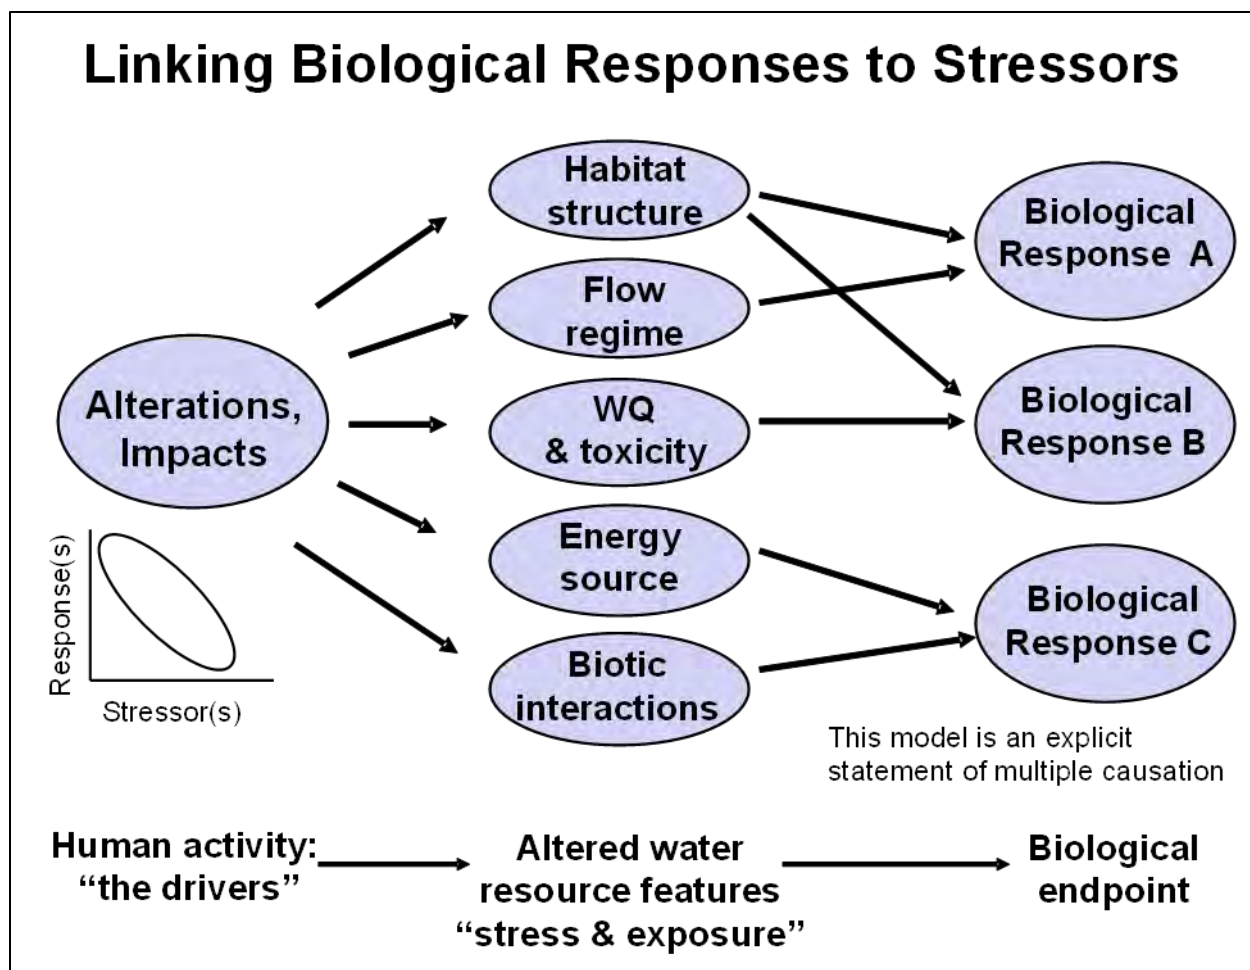 Linking Biological Responses to Stressors
Alterations,
Impacts
Response(s)
Stressor(s)
Habitat
structure
Flow
regime
WQ
& toxicity
Energy
source
Biotic
interactions
Biological
Response A
Biological
Response B
Biological
Response C
This model is an explicit
statement of multiple causation
Human activity:
“the drivers”
Altered water
resource features
“stress & exposure”
Biological
endpoint